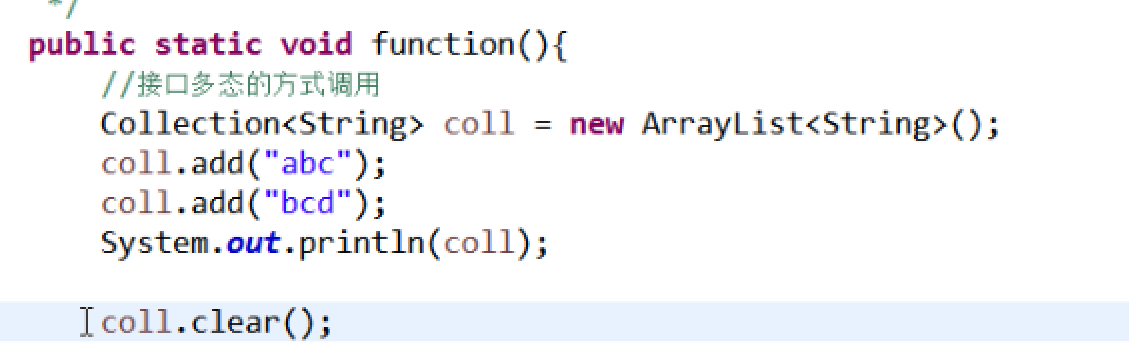 */
public static void function(){
//接口多态的方式调用
Collection<String> coll = new ArrayList<String>();
coll.add("abc");
coll.add("bcd");
System.out.println(coll);
coll.clear();